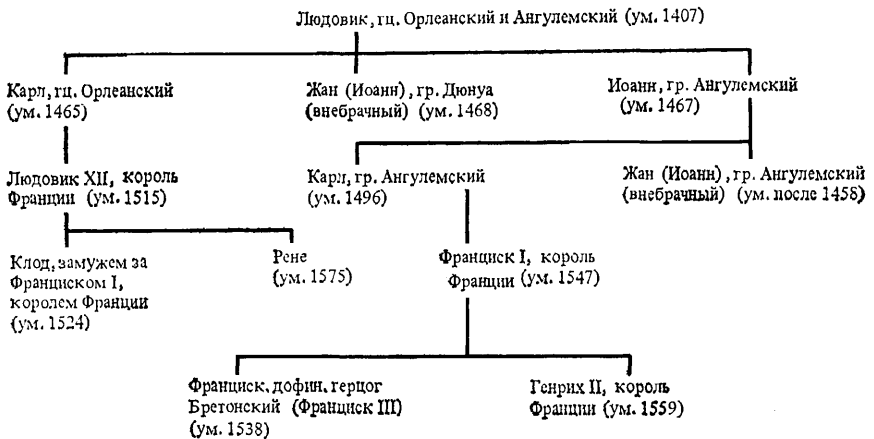 Людовик, гц. Орлеанский и Ангулемский (ум. 1407)
Карл, гц. Орлеанский
(ум. 1465)
Жан (Иоанн), гр. Дюнуа
(внебрачный) (ум. 1468)
Иоанн, гр. Ангулемский
(ум. 1467)
Людовик XII, король
Франции (ум. 1515)
Карл, гр. Ангулемский
(ум. 1496)
Жан (Иоанн), гр. Ангулемский
(внебрачный) (ум. после 1458)
Клод, замужем за
Франциском I,
королем Франции
(ум. 1524)
Рене
(ум. 1575)
Франциск I, король
Франции (ум. 1547)
Франциск, дофин, герцог
Бретонский (Франциск III)
(ум. 1538)
Генрих II, король
Франции (ум. 1559)